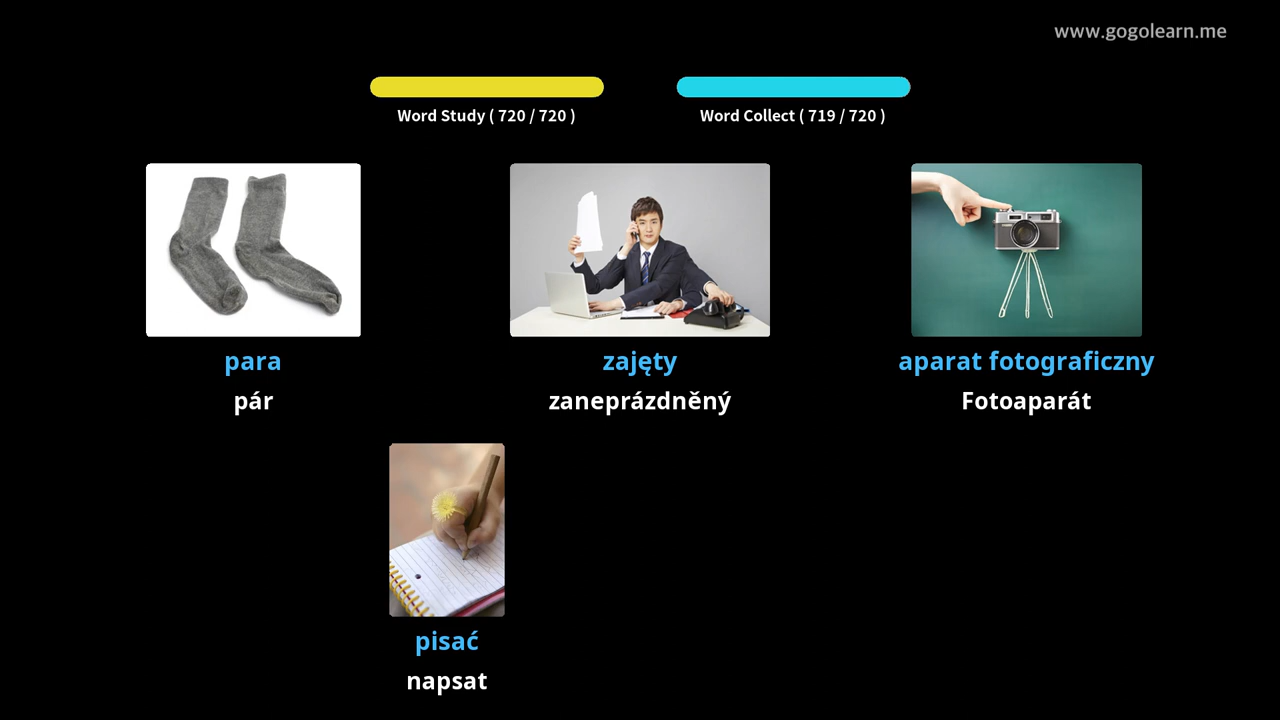 www.gogolearn.me
Word Study ( 720 / 720 )
Word Collect ( 719 / 720 )
para
pár
zajęty
zaneprázdněný
aparat fotograficzny
Fotoaparát
pisać
napsat